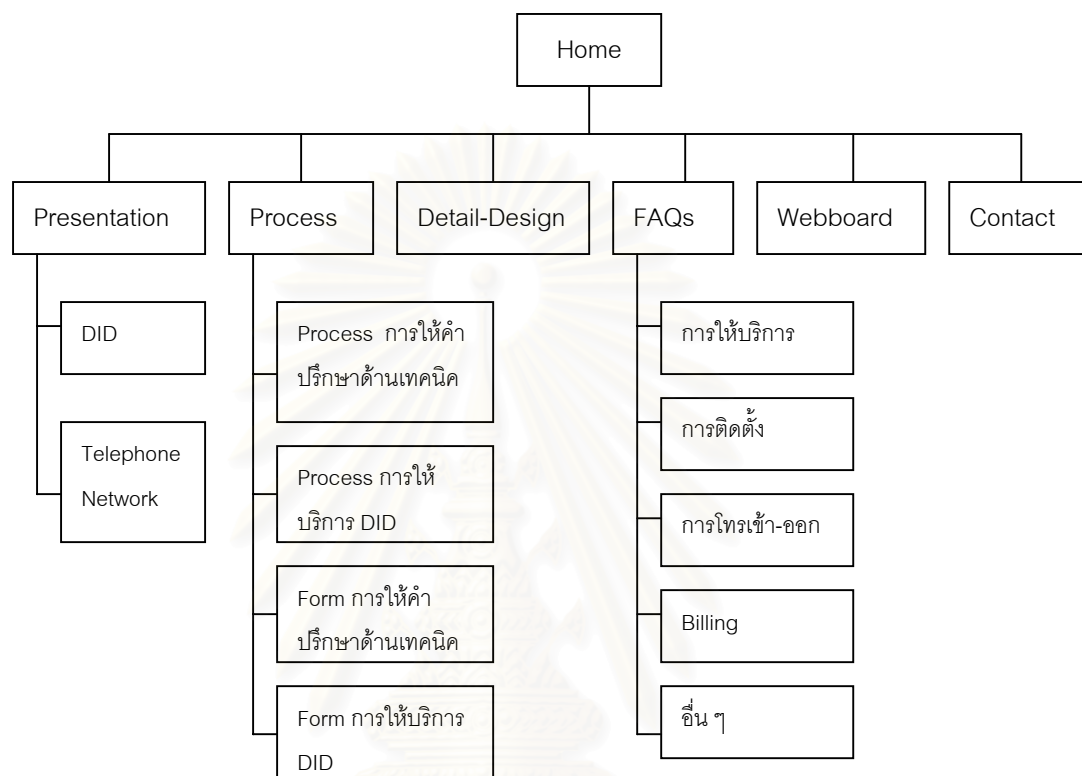 Home
Presentation
Process
Detail-Design
FAQs
Webboard
Contact
DID
Telephone
Network
Process การให้คำ
ปรึกษาด้านเทคนิค
Process การให้
บริการ DID
Form การให้คำ
ปรึกษาด้านเทคนิค
Form การให้บริการ
DID
การให้บริการ
การติดตั้ง
การโทรเข้า-ออก
Billing
อื่น ๆ